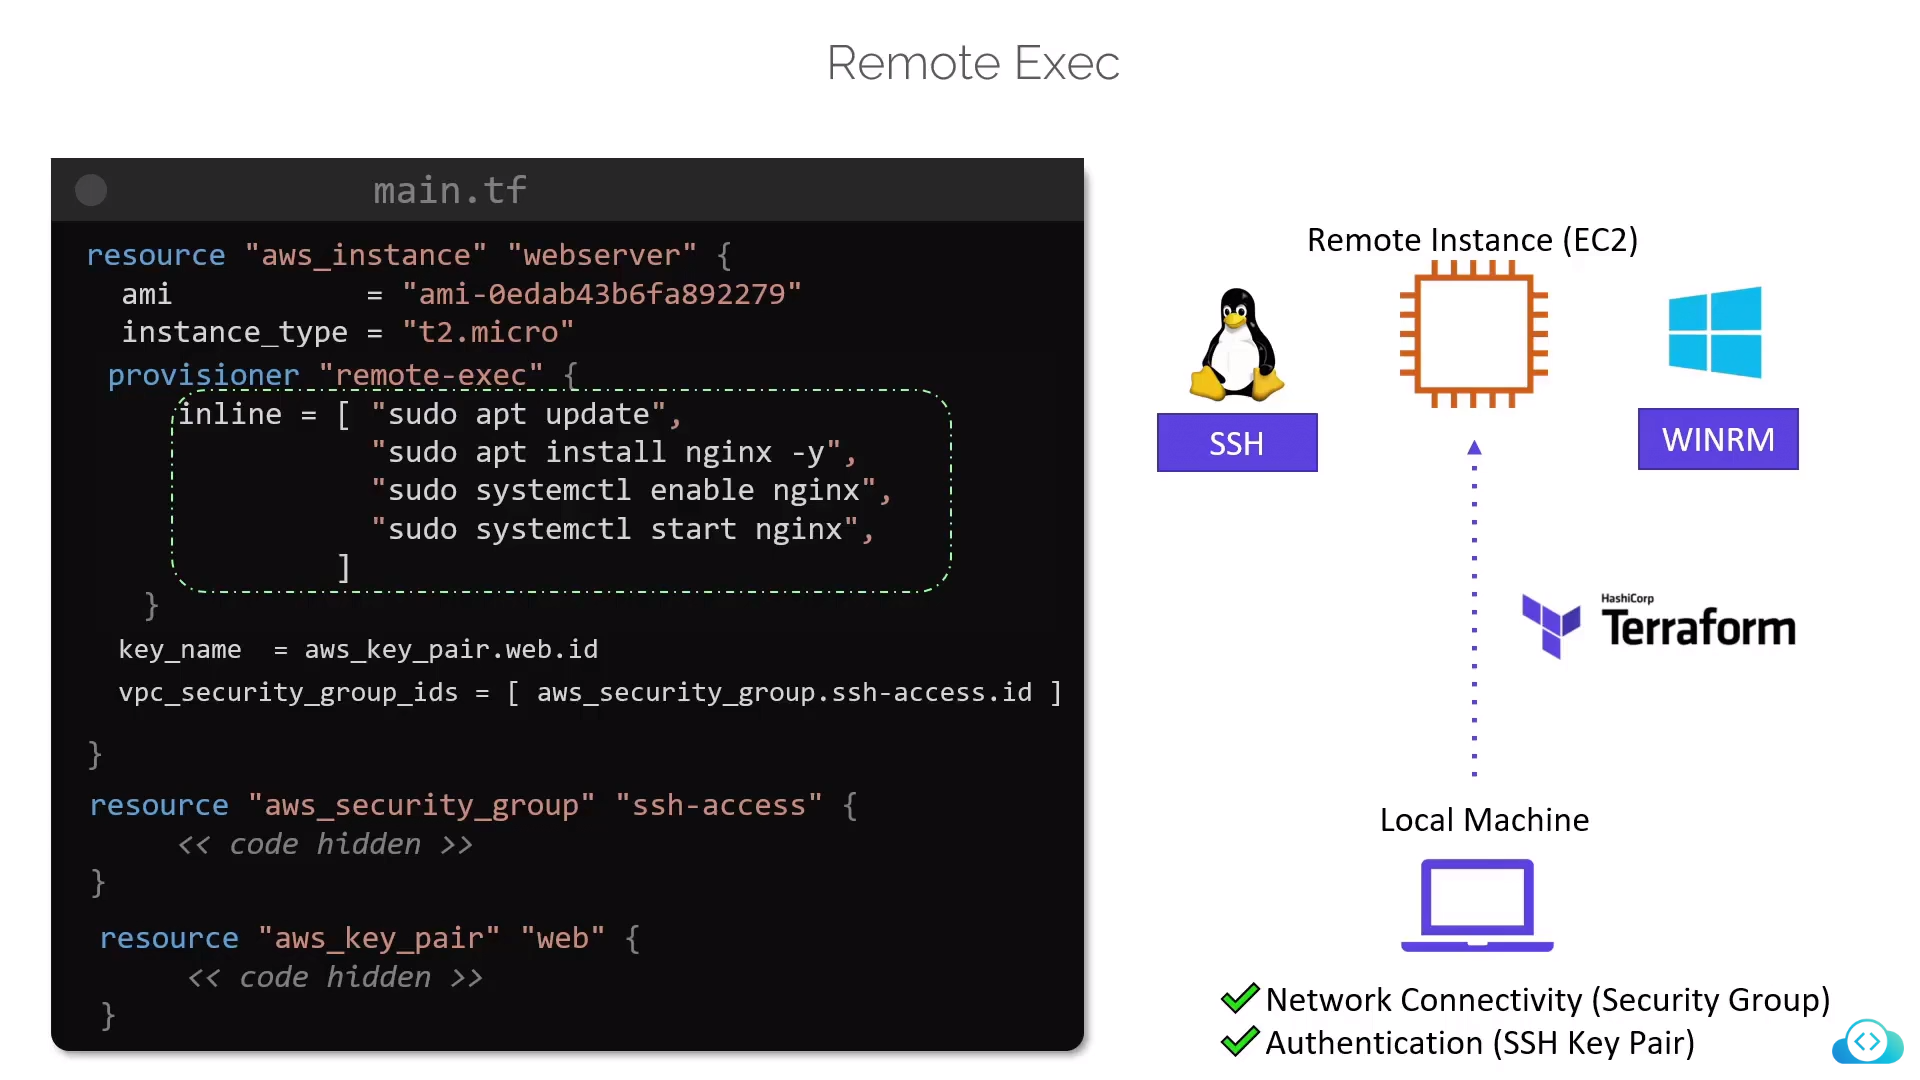 Remote Exec
main.tf
resource "aws_instance" "webserver" {
ami = "ami-0edab43b6fa892279"
instance_type = "t2.micro"
provisioner "remote-exec" {
inline = [ "sudo apt update",
"sudo apt install nginx -y",
"sudo systemctl enable nginx",
"sudo systemctl start nginx",
]
}
key_name = aws_key_pair.web.id
vpc_security_group_ids = [ aws_security_group.ssh-access.id ]
}
resource "aws_security_group" "ssh-access" {
<< code hidden >>
}
resource "aws_key_pair" "web" {
<< code hidden >>
}
Remote Instance (EC2)
SSH
WINRM
HashiCorp
Terraform
Local Machine
Network Connectivity (Security Group)
Authentication (SSH Key Pair)